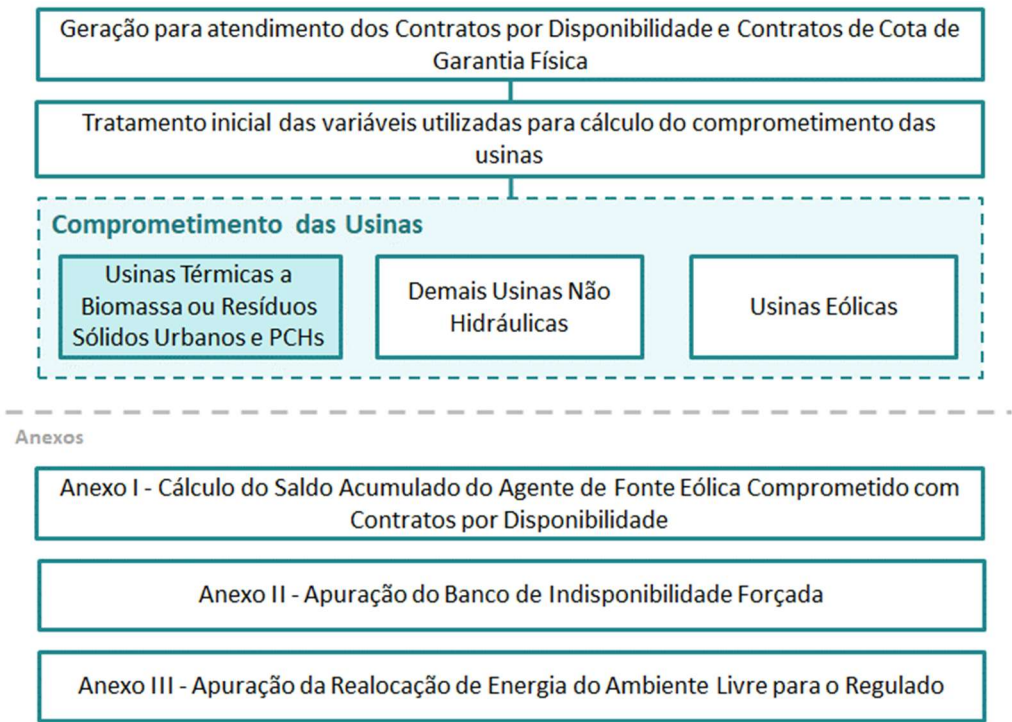 Geração para atendimento dos Contratos por Disponibilidade e Contratos de Cota de
Garantia Física
Tratamento inicial das variáveis utilizadas para cálculo do comprometimento das
usinas
Comprometimento das Usinas
Usinas Térmicas a
Biomassa ou Resíduos
Sólidos Urbanos e PCHs
Demais Usinas Não
Hidráulicas
Usinas Eólicas
Anexos
Anexo I - Cálculo do Saldo Acumulado do Agente de Fonte Eólica Comprometido com
Contratos por Disponibilidade
Anexo II - Apuração do Banco de Indisponibilidade Forçada
Anexo III - Apuração da Realocação de Energia do Ambiente Livre para o Regulado